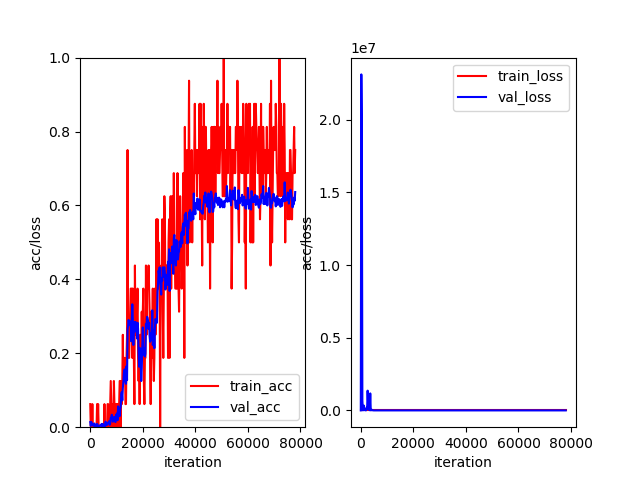 1.0
0.8
0.6
0.4
0.2
0.0
acc/loss
0 20000 40000 60000 80000
iteration
train_acc
val_acc
1e7
2.0
1.5
1.0
0.5
0.0
acc/loss
0 20000 40000 60000 80000
iteration
train_loss
val_loss